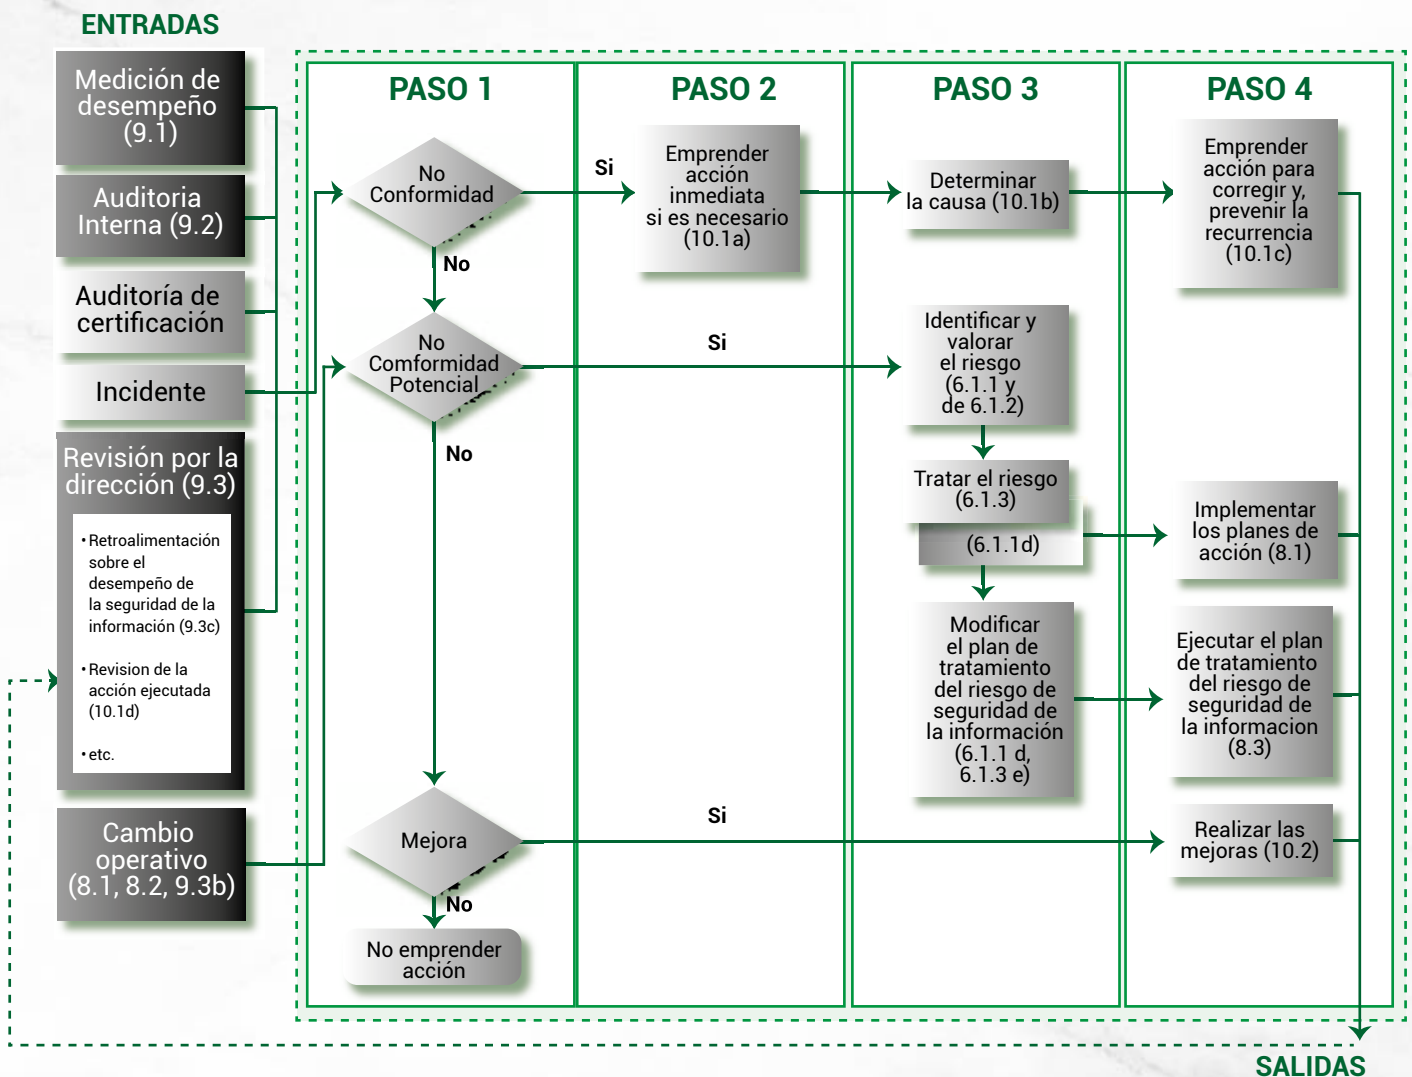 ENTRADAS
Medición de
desempeño
(9.1)
Auditoria
Interna (9.2)
Auditoría de
certificación
Incidente
Revisión por la
dirección (9.3)
• Retroalimentación
sobre el
desempeño de
la seguridad de la
información (9.3c)
• Revision de la
acción ejecutada
(10.1d)
• etc.
Cambio
operativo
(8.1, 8.2, 9.3b)
PASO 1
No
Conformidad
Si
No
No
Comformidad
Potencial
Si
No
Mejora
Si
No
No emprender
acción
PASO 2
Emprender
acción
inmediata
si es necesario
(10.1a)
PASO 3
Determinar
la causa (10.1b)
Identificar y
valorar
el riesgo
(6.1.1 y
de 6.1.2)
Tratar el riesgo
(6.1.3)
(6.1.1d)
Modificar
el plan de
tratamiento
del riesgo de
seguridad de
la información
(6.1.1 d,
6.1.3 e)
PASO 4
Emprender
acción para
corregir y,
prevenir la
recurrencia
(10.1c)
Implementar
los planes de
acción (8.1)
Ejecutar el plan
de tratamiento
del riesgo de
seguridad de
la informacion
(8.3)
Realizar las
mejoras (10.2)
SALIDAS